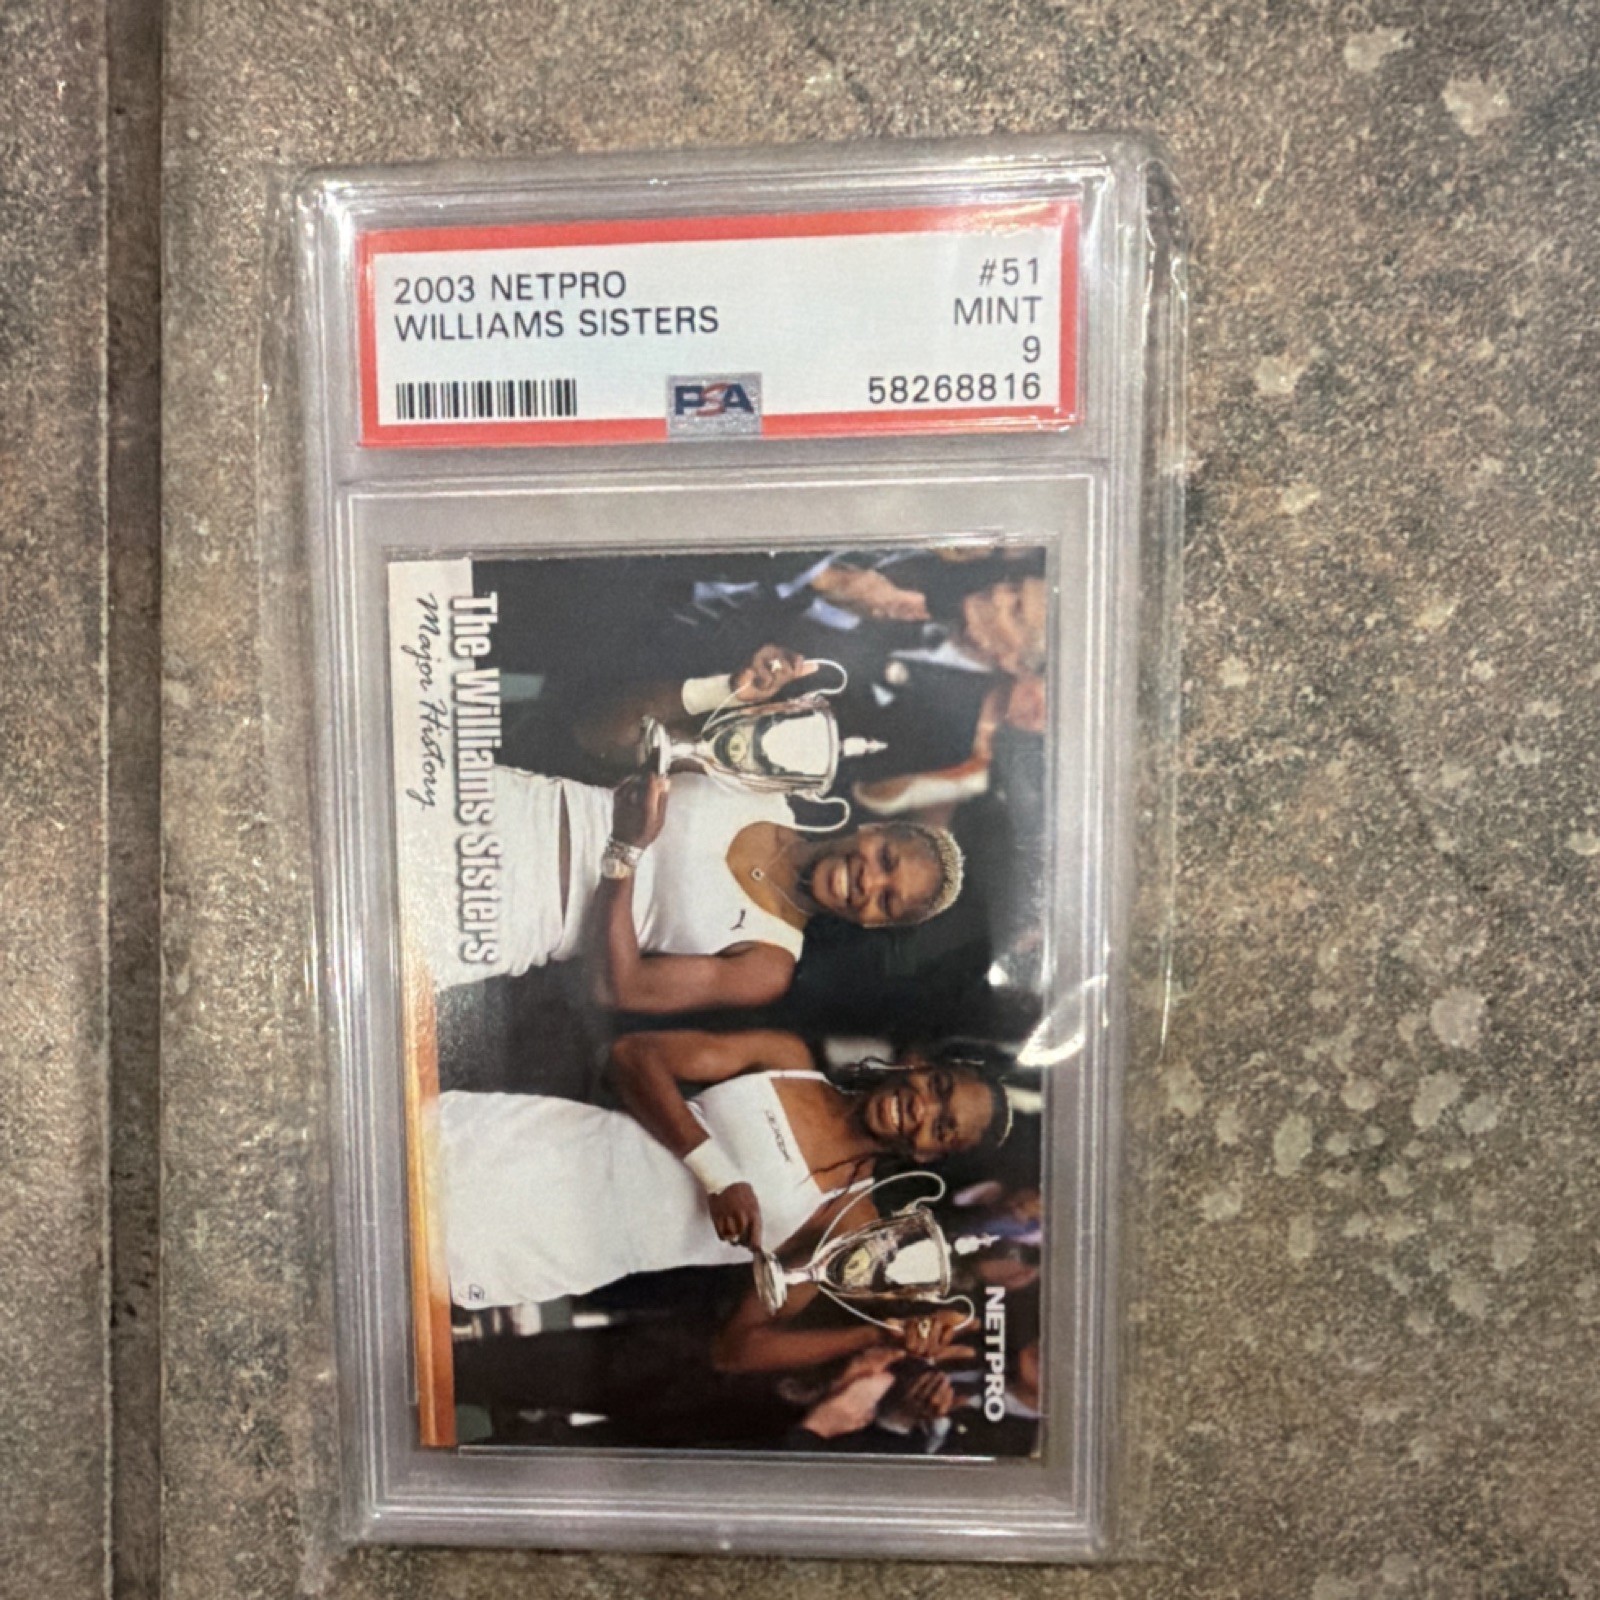 2003 NETPRO #51
WILLIAMS SISTERS MINT
9
PSA 58268816
The Williams Sisters
Major History
NETPRO